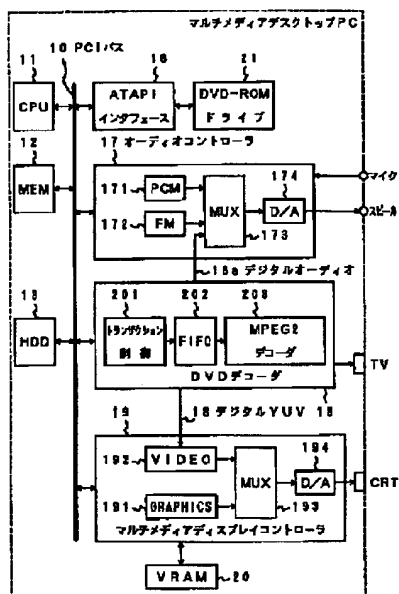 マルチメディアデスクトップPC
10 PCIバス
11
CPU
16
ATAPI
インタフェース
21
DVD-ROM
ドライブ
12
MEM
17 オーディオコントローラ
171
PCM
172
FM
MUX
173
174
D/A
マイク
スピール
18a デジタルオーディオ
13
HDD
201
トランザクション
制御
202
FIFO
203
MPEG2
デコーダ
DVDデコーダ
18
TV
18 デジタルYUV
19
192
VIDEO
191
GRAPHICS
MUX
193
194
D/A
CRT
マルチメディアディスプレイコントローラ
VRAM
20